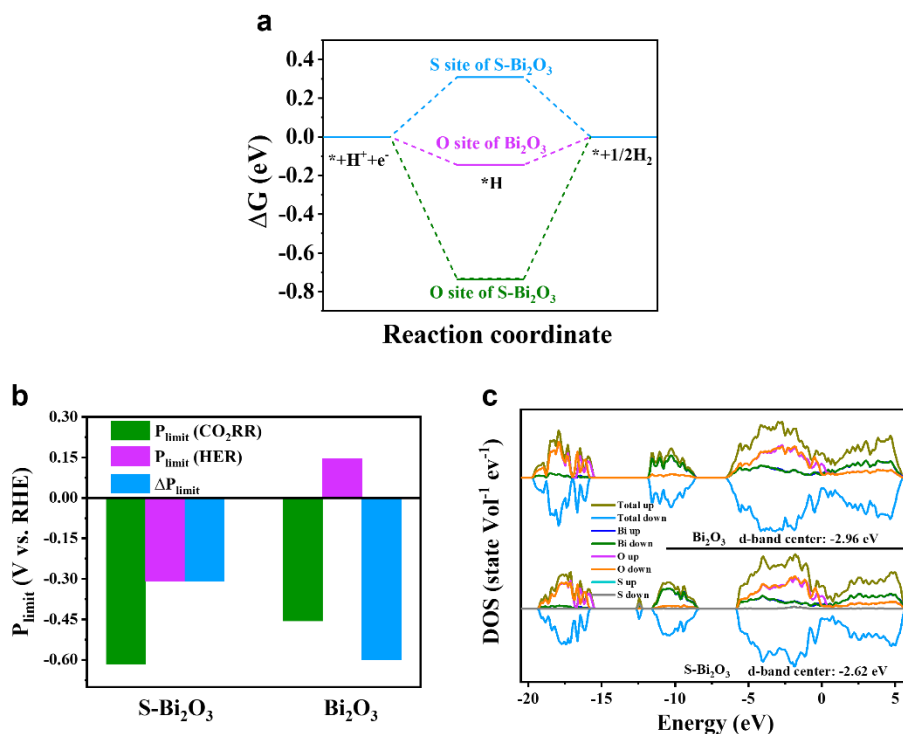 a
0.4
0.2
0.0
-0.2
-0.4
-0.6
-0.8
ΔG (eV)
S site of S-Bi₂O₃
O site of Bi₂O₃
*+H⁺+e⁻
*H
*+1/2H₂
O site of S-Bi₂O₃
Reaction coordinate
b
0.30
0.15
0.00
-0.15
-0.30
-0.45
-0.60
P_limit (V vs. RHE)
P_limit (CO₂RR)
P_limit (HER)
ΔP_limit
S-Bi₂O₃
Bi₂O₃
c
DOS (state Vol⁻¹ ev⁻¹)
Total up
Total down
Bi up
Bi down
O up
O down
S up
S down
Bi₂O₃ d-band center: -2.96 eV
S-Bi₂O₃ d-band center: -2.62 eV
-20
-15
-10
-5
0
5
Energy (eV)